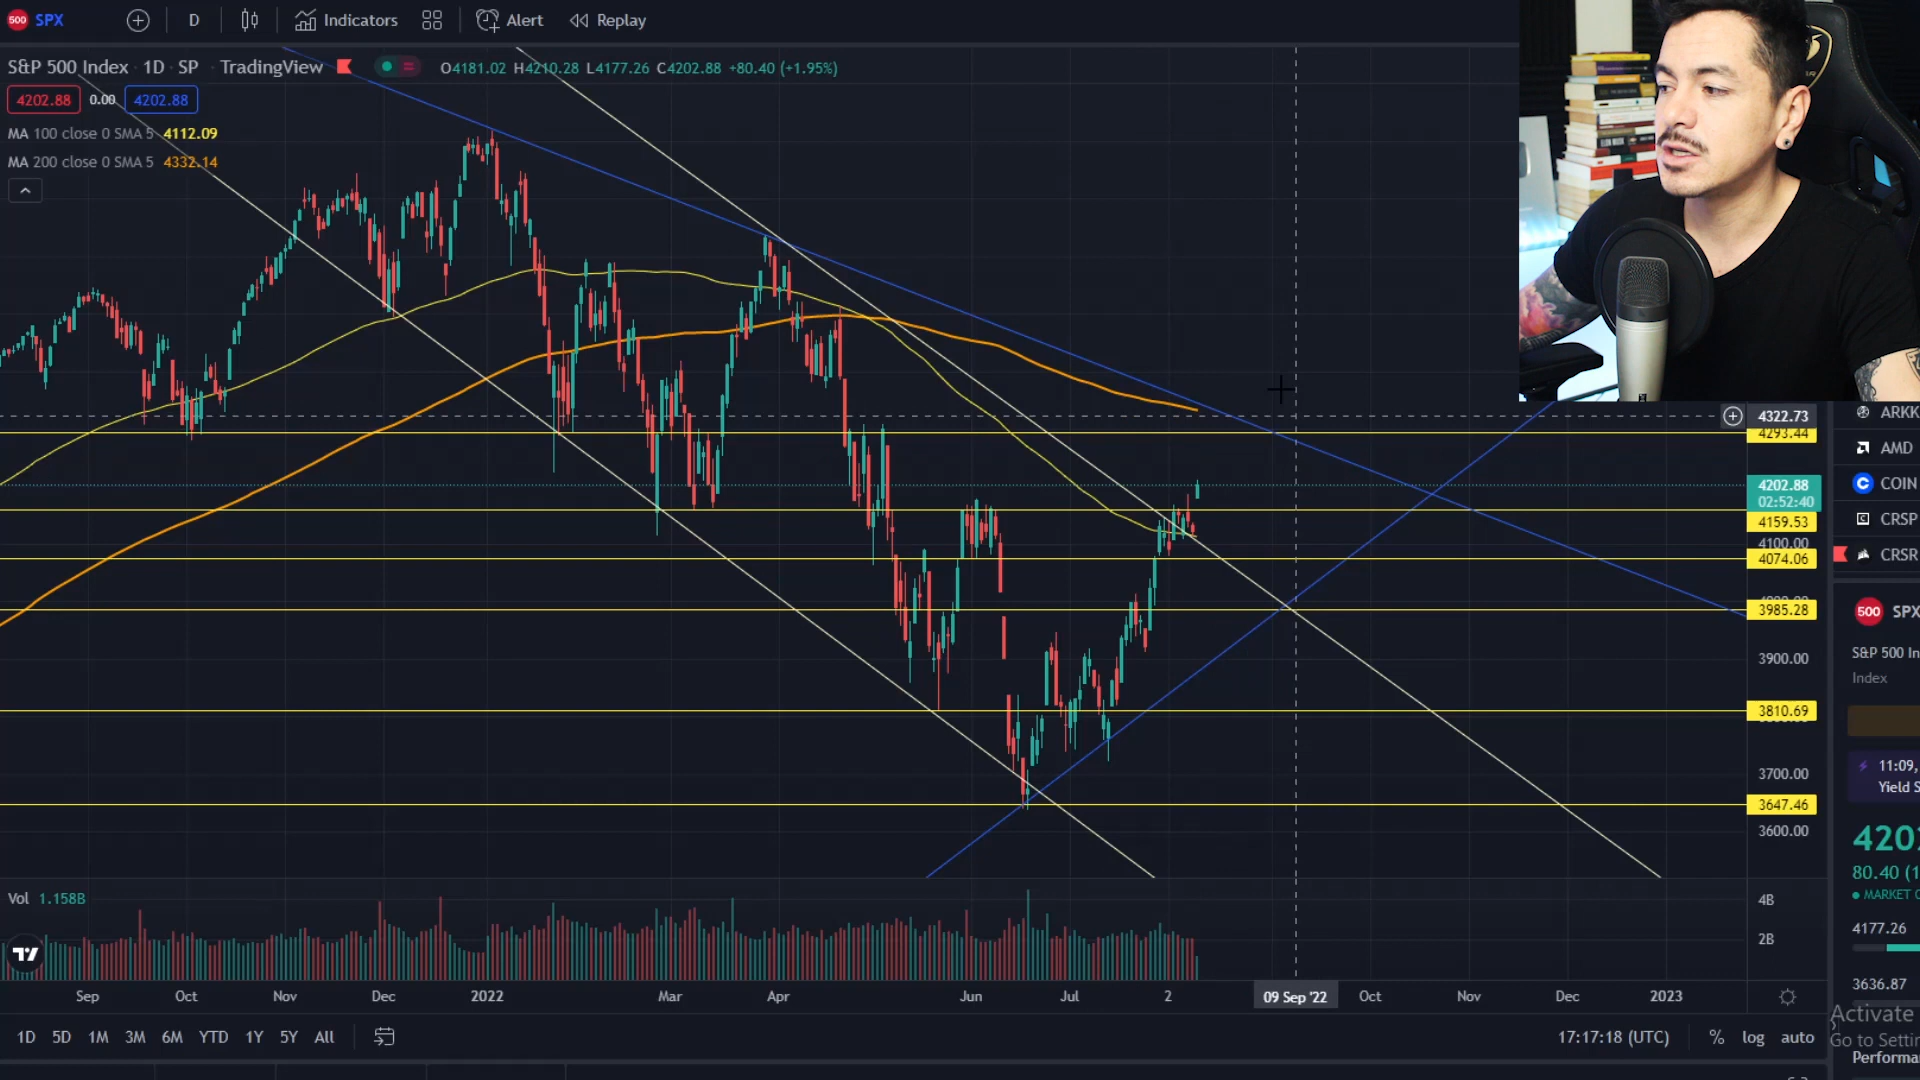 500 SPX D Indicators Alert Replay
S&P 500 Index · 1D · SP · TradingView O4181.02 H4210.28 L4177.26 C4202.88 +80.40 (+1.95%)
4202.88 0.00 4202.88
MA 100 close 0 SMA 5 4112.09
MA 200 close 0 SMA 5 4332.14
4322.73
4293.44
4202.88
02:52:40
4159.53
4100.00
4074.06
3985.28
3900.00
3810.69
3700.00
3647.46
3600.00
Vol 1.158B
4B
2B
Sep Oct Nov Dec 2022 Mar Apr Jun Jul 2 09 Sep '22 Oct Nov Dec 2023
1D 5D 1M 3M 6M YTD 1Y 5Y All 17:17:18 (UTC) % log auto
ARKK
AMD
COIN
CRSP
CRSR
500 SPX
S&P 500 In
Index
11:09,
Yield S
420
80.40 (1
MARKET O
4177.26
3636.87
Activate
Go to Settin
Performa
ELON MUSK